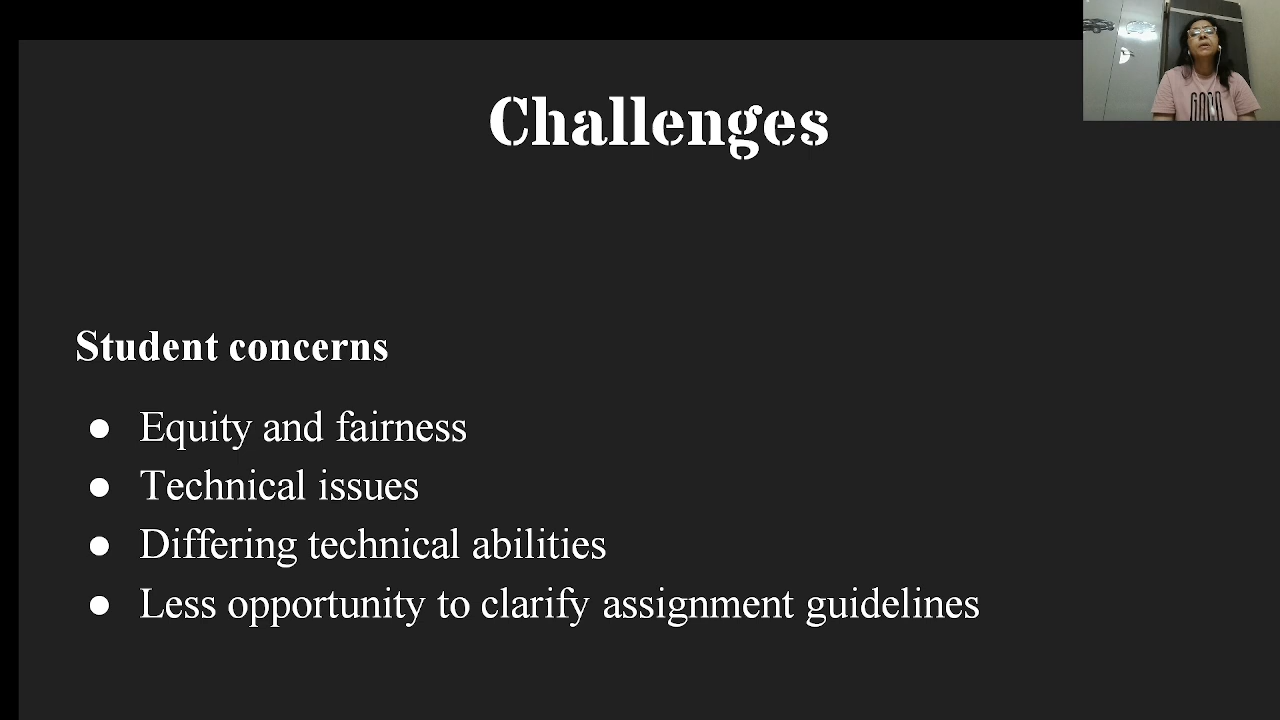 Challenges
Student concerns
● Equity and fairness
● Technical issues
● Differing technical abilities
● Less opportunity to clarify assignment guidelines